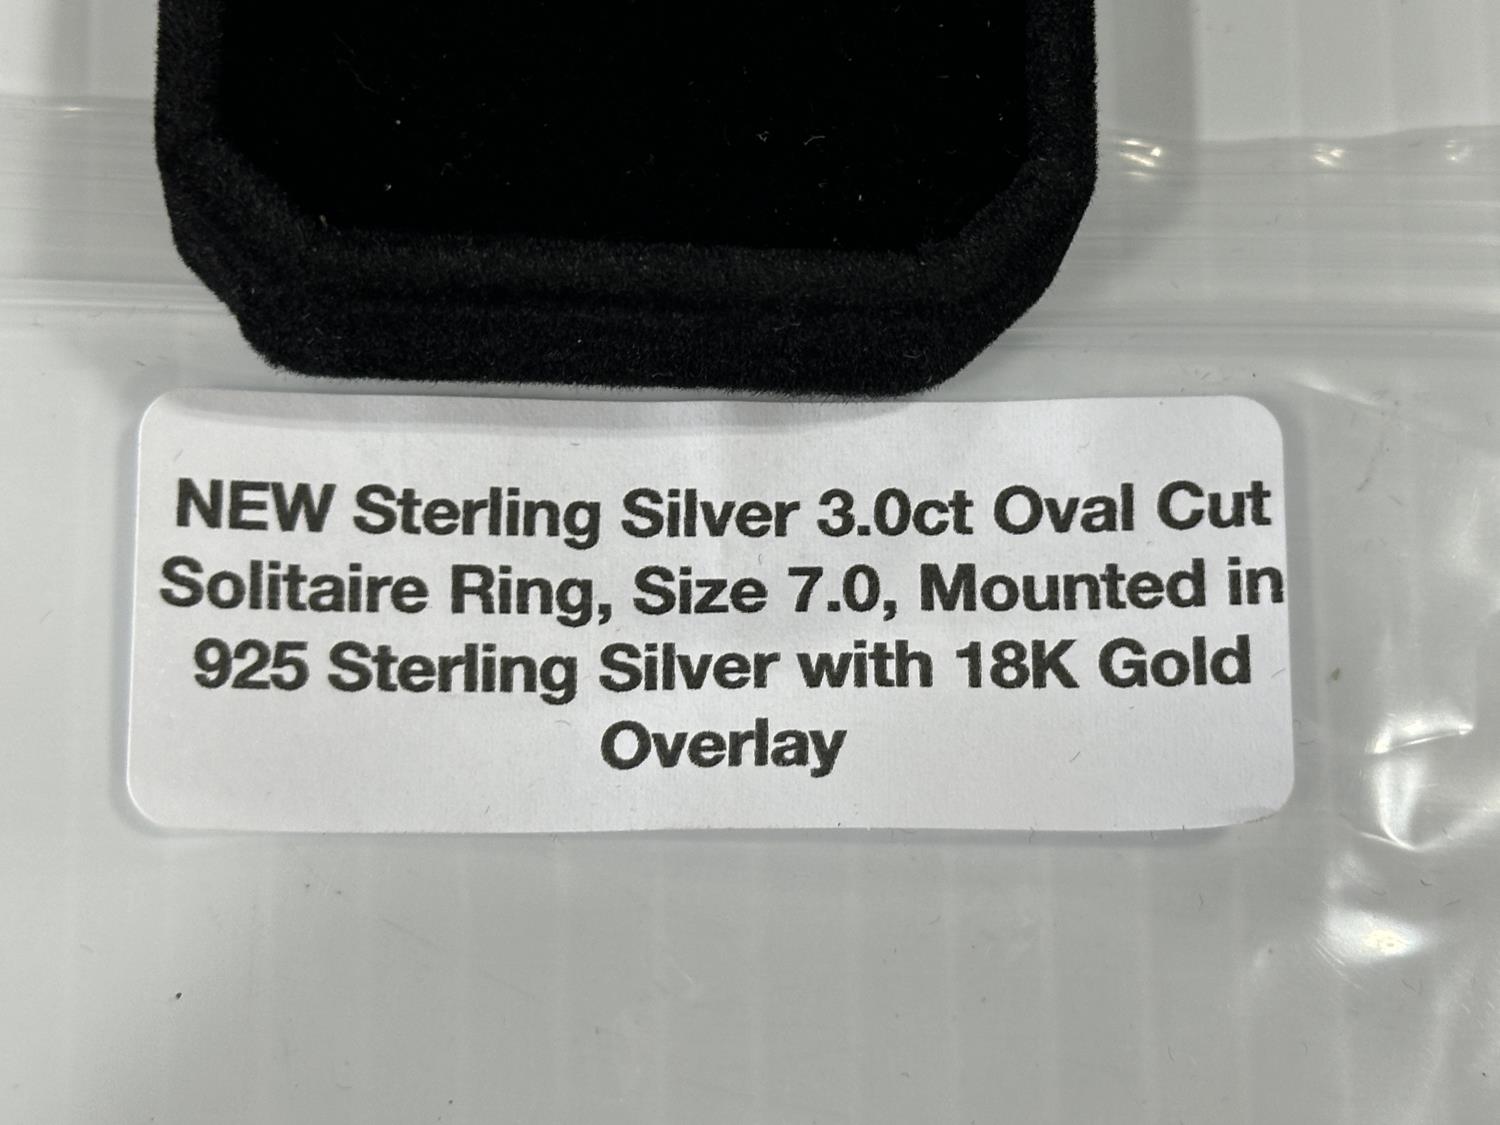 NEW Sterling Silver 3.0ct Oval Cut
Solitaire Ring, Size 7.0, Mounted in
925 Sterling Silver with 18K Gold
Overlay